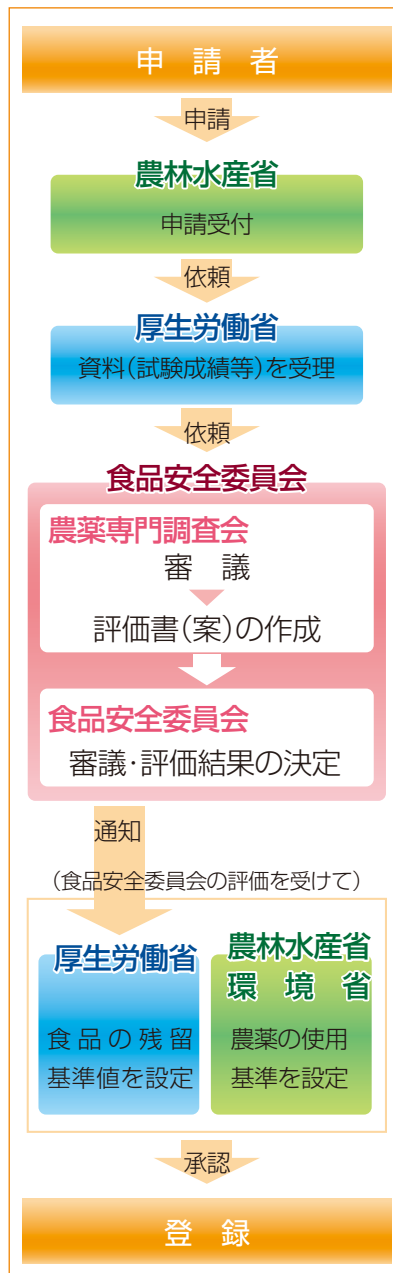 申請者
申請
農林水産省
申請受付
依頼
厚生労働省
資料(試験成績等)を受理
依頼
食品安全委員会
農薬専門調査会
審議
評価書(案)の作成
食品安全委員会
審議・評価結果の決定
通知
(食品安全委員会の評価を受けて)
厚生労働省
食品の残留
基準値を設定
農林水産省
環境省
農薬の使用
基準を設定
承認
登録